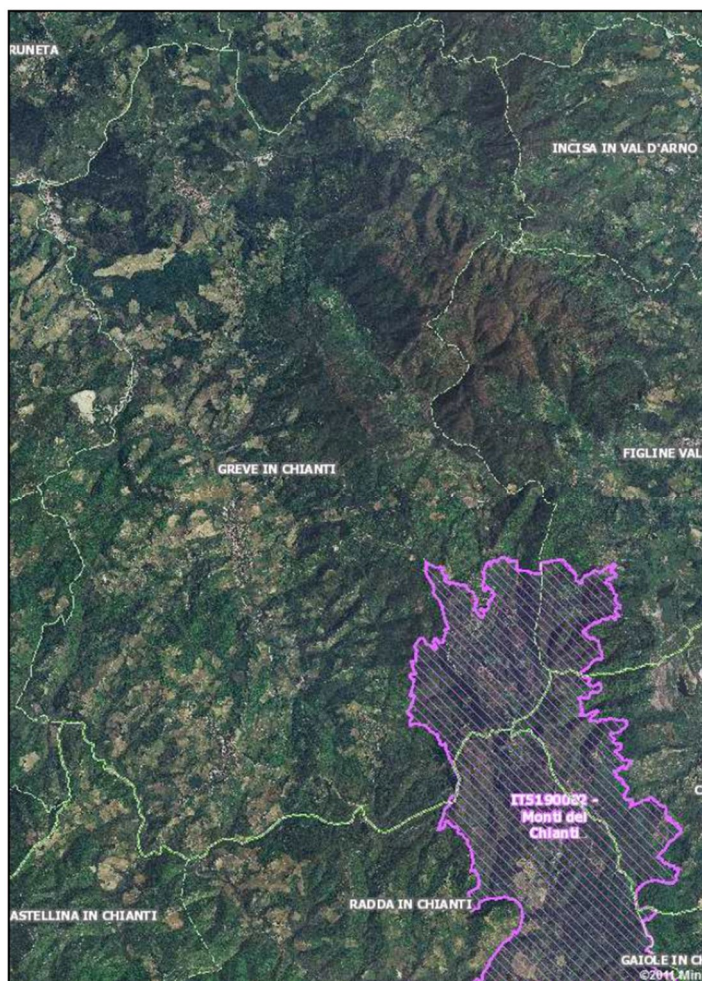 RUNETA
INCISA IN VAL D'ARNO
GREVE IN CHIANTI
FIGLINE VAL
IT5190002 -
Monti del
Chianti
C
RADDA IN CHIANTI
ASTELLINA IN CHIANTI
GAIOLE IN CH
©2011 Min